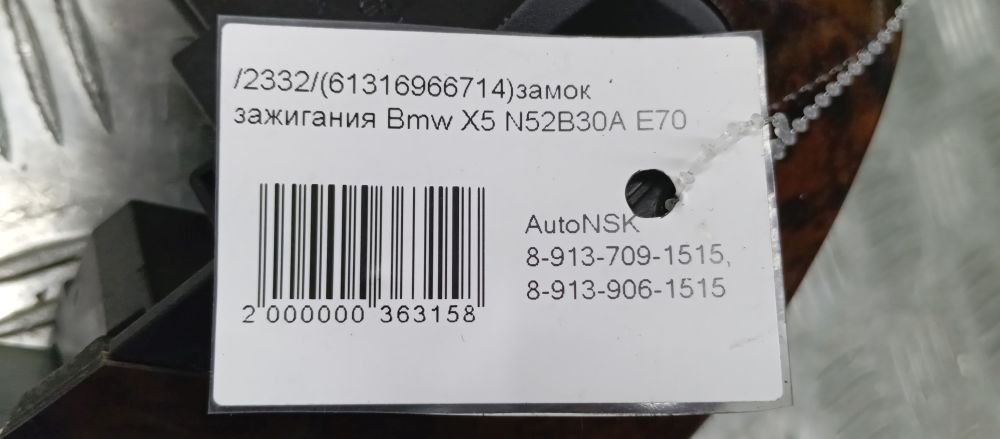 /2332/(61316966714)замок
зажигания Bmw X5 N52B30A E70
AutoNSK
8-913-709-1515,
8-913-906-1515
2 000000 363158